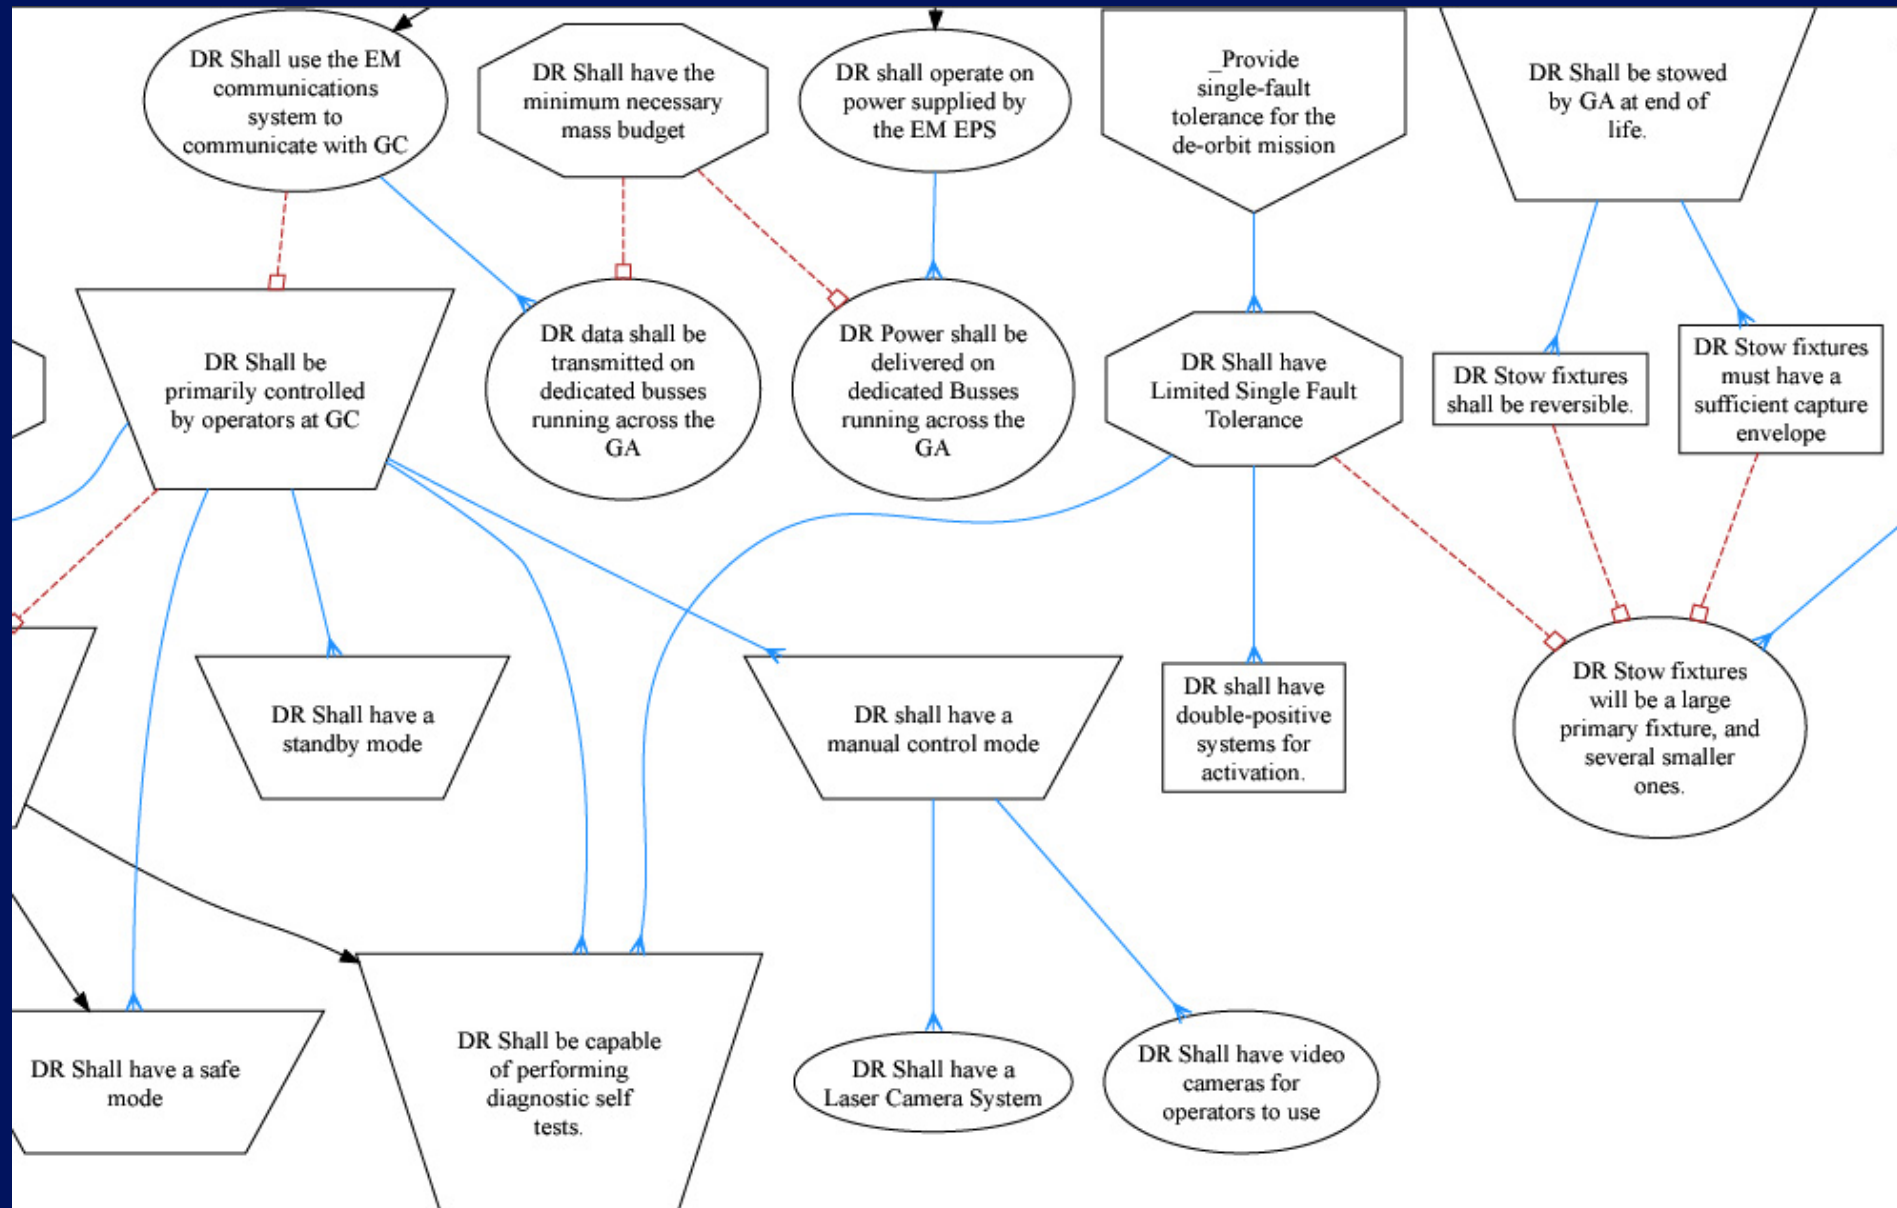 DR Shall use the EM
communications
system to
communicate with GC
DR Shall have the
minimum necessary
mass budget
DR shall operate on
power supplied by
the EM EPS
_Provide
single-fault
tolerance for the
de-orbit mission
DR Shall be stowed
by GA at end of
life.
DR Shall be
primarily controlled
by operators at GC
DR data shall be
transmitted on
dedicated busses
running across the
GA
DR Power shall be
delivered on
dedicated Busses
running across the
GA
DR Shall have
Limited Single Fault
Tolerance
DR Stow fixtures
shall be reversible.
DR Stow fixtures
must have a
sufficient capture
envelope
DR Shall have a
standby mode
DR shall have a
manual control mode
DR shall have
double-positive
systems for
activation.
DR Stow fixtures
will be a large
primary fixture, and
several smaller
ones.
DR Shall have a safe
mode
DR Shall be capable
of performing
diagnostic self
tests.
DR Shall have a
Laser Camera System
DR Shall have video
cameras for
operators to use